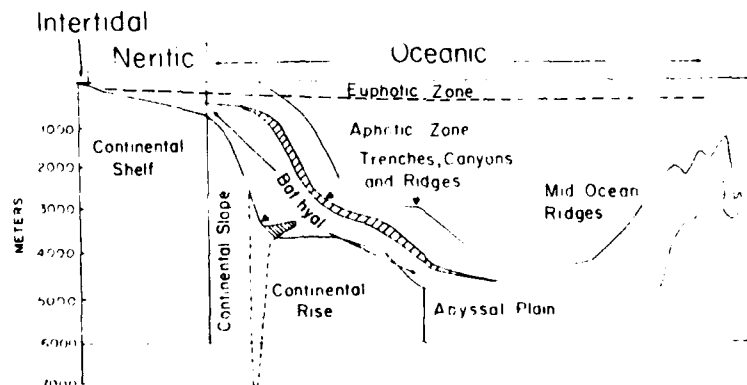 Intertidal
Neritic
Oceanic
Euphotic Zone
Aphotic Zone
Trenches, Canyons
and Ridges
Mid Ocean
Ridges
Continental
Shelf
Bathyal
Continental Slope
Continental
Rise
Abyssal Plain
METERS
1000
2000
3000
4000
5000
6000
7000